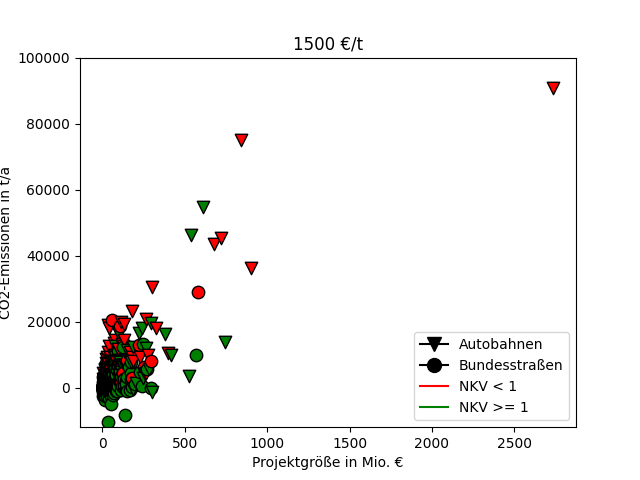 1500 €/t
100000
80000
60000
40000
20000
0
CO2-Emissionen in t/a
Autobahnen
Bundesstraßen
NKV < 1
NKV >= 1
0 500 1000 1500 2000 2500
Projektgröße in Mio. €